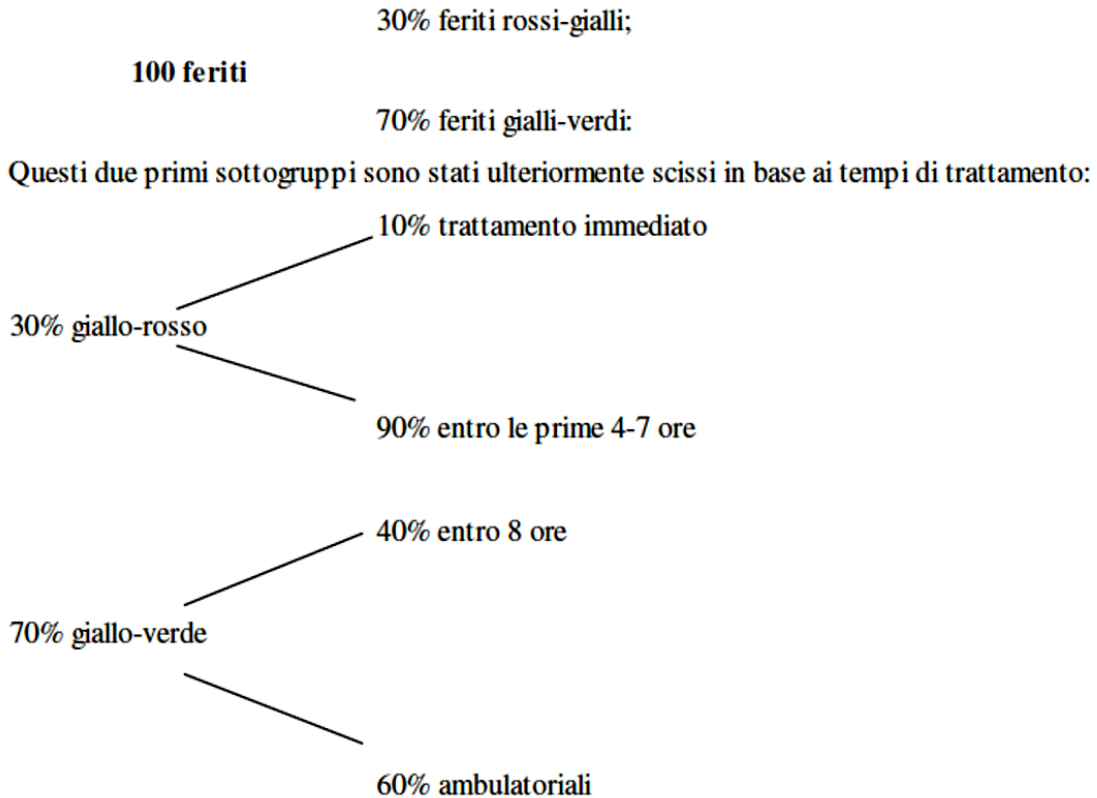 30% feriti rossi-gialli;
100 feriti
70% feriti gialli-verdi:
Questi due primi sottogruppi sono stati ulteriormente scissi in base ai tempi di trattamento:
10% trattamento immediato
30% giallo-rosso
90% entro le prime 4-7 ore
40% entro 8 ore
70% giallo-verde
60% ambulatoriali